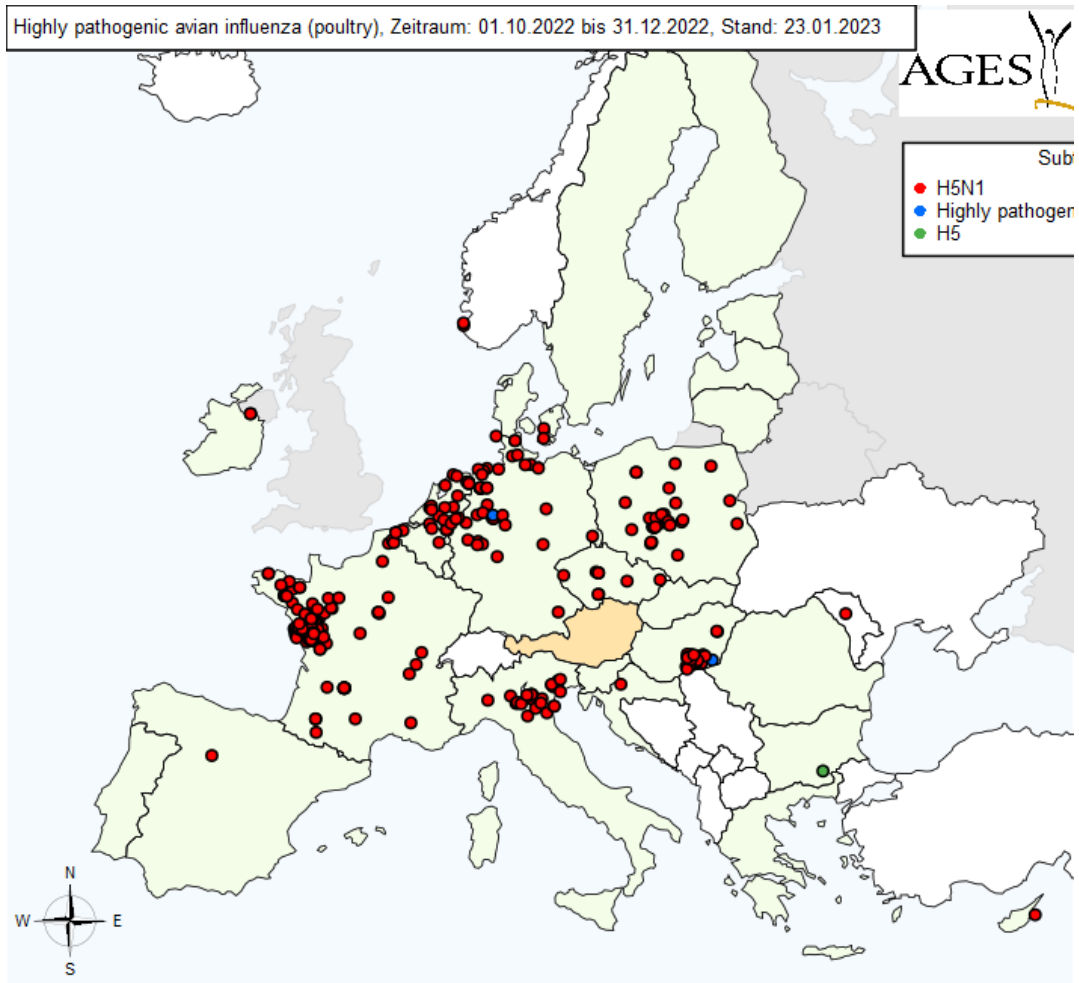 Highly pathogenic avian influenza (poultry), Zeitraum: 01.10.2022 bis 31.12.2022, Stand: 23.01.2023
AGES
Subt
H5N1
Highly pathogen
H5
N
W E
S